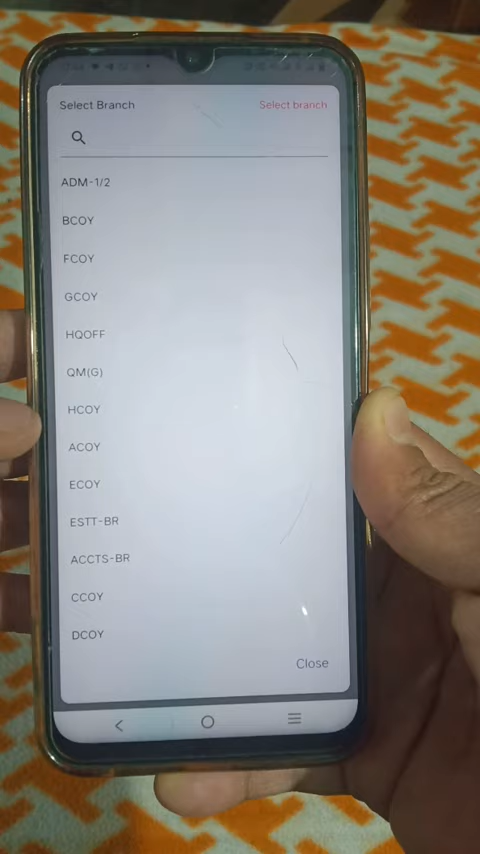 Select Branch Select branch
ADM-1/2
BCOY
FCOY
GCOY
HQOFF
QM(G)
HCOY
ACOY
ECOY
ESTT-BR
ACCTS-BR
CCOY
DCOY
Close